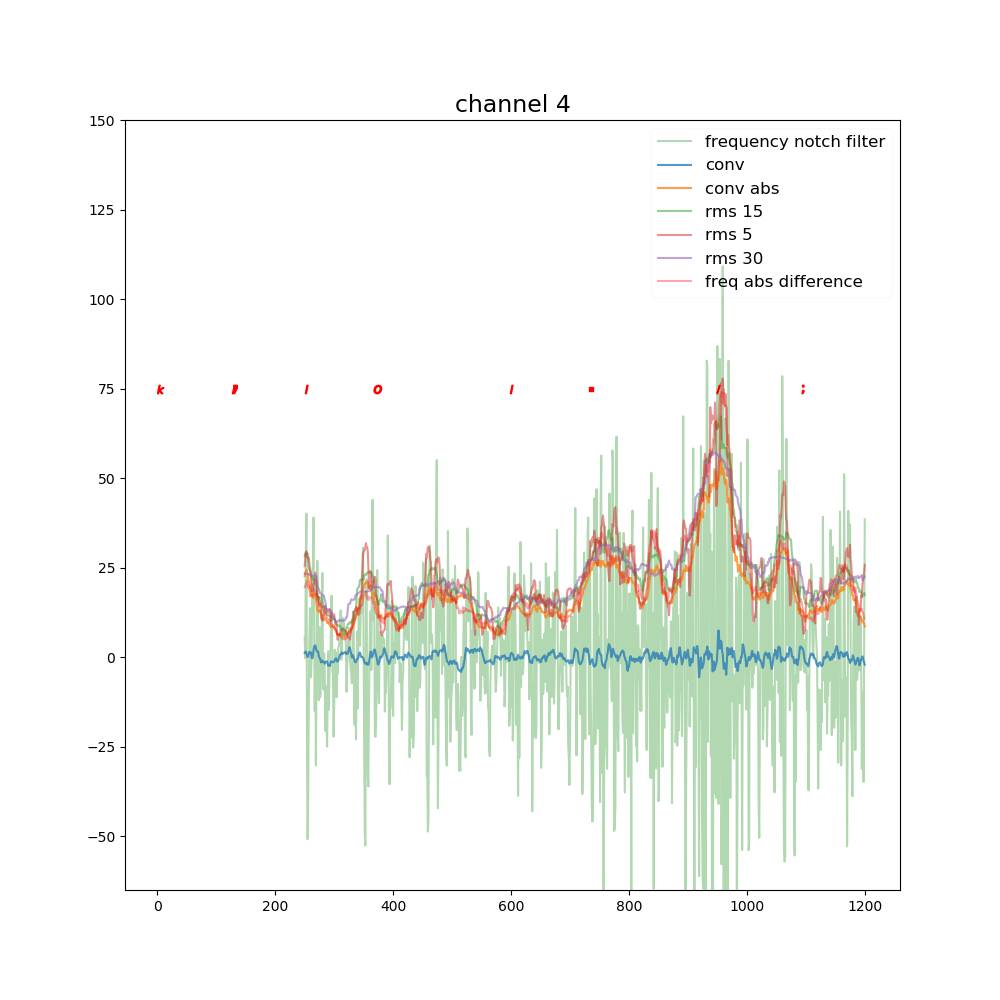 channel 4
150
frequency notch filter
conv
conv abs
rms 15
rms 5
rms 30
freq abs difference
125
100
75
k , l o l . / ;
50
25
0
−25
−50
0 200 400 600 800 1000 1200